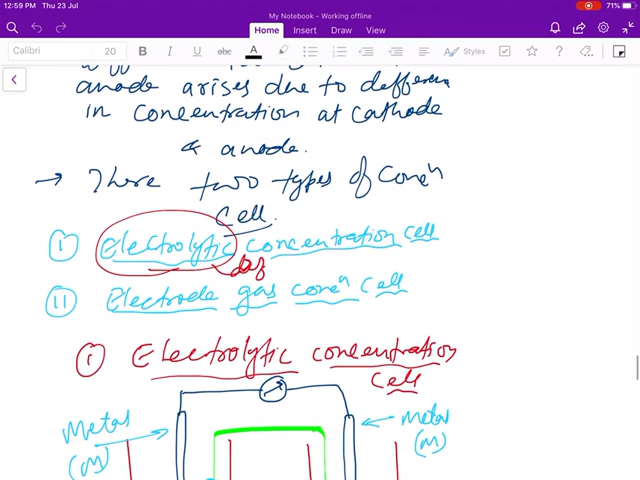 12:59 PM Thu 23 Jul
71%
My Notebook - Working offline
Home Insert Draw View
Calibri 20 B I U abc A Styles
anode arises due to differen
in concentration at cathode
& anode.
→ There two types of Concn
Cell.
(I) Electrolytic concentration cell
(II) Electrode gas concn cell
(I) Electrolytic concentration
cell
Metal
(M)
Metal
(M)